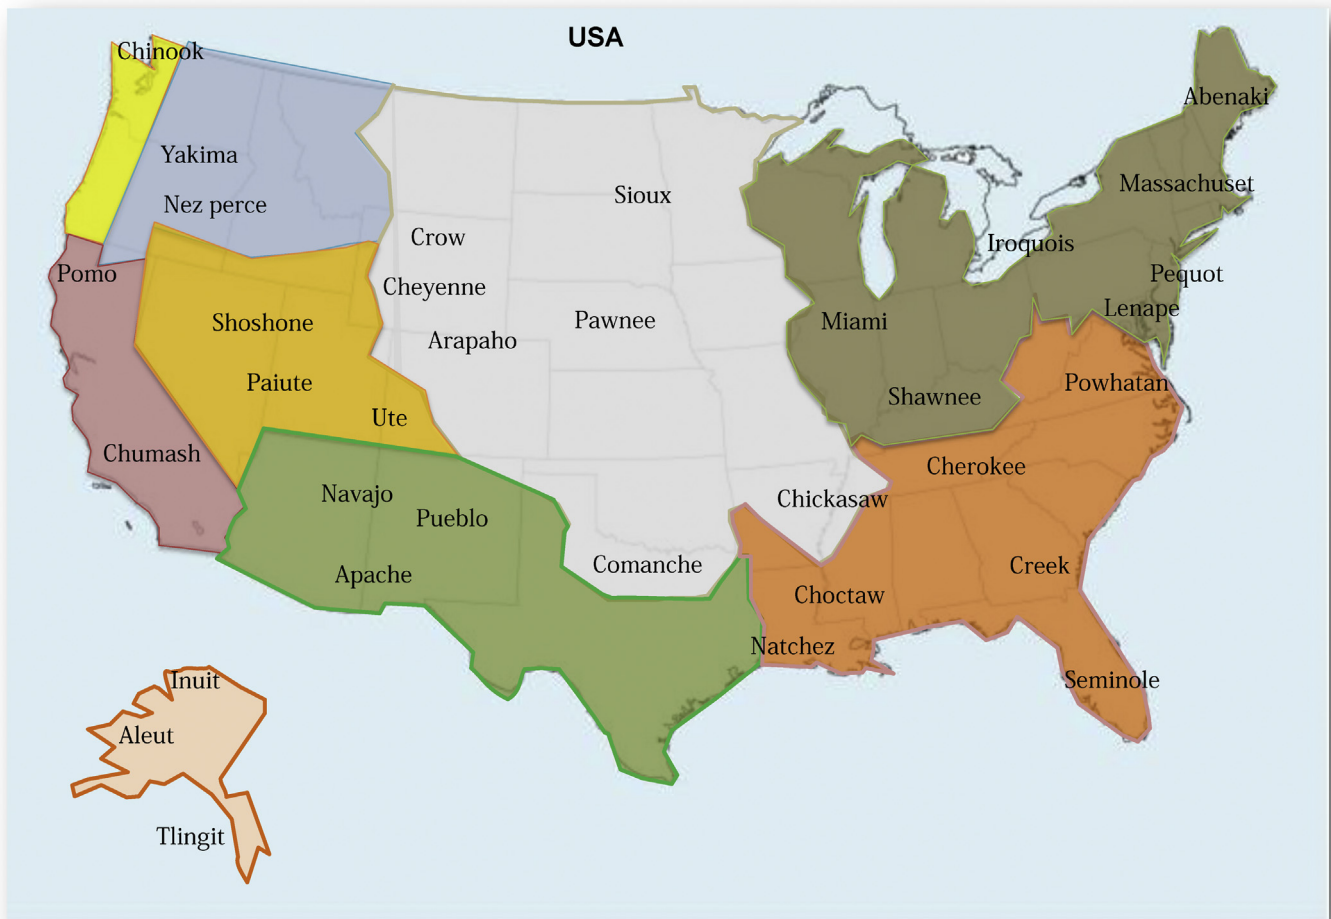 USA
Chinook
Abenaki
Yakima
Massachuset
Sioux
Nez perce
Crow
Iroquois
Pomo
Pequot
Cheyenne
Lenape
Shoshone
Pawnee
Miami
Arapaho
Paiute
Powhatan
Shawnee
Ute
Chumash
Cherokee
Navajo
Chickasaw
Pueblo
Comanche
Creek
Apache
Choctaw
Natchez
Inuit
Seminole
Aleut
Tlingit